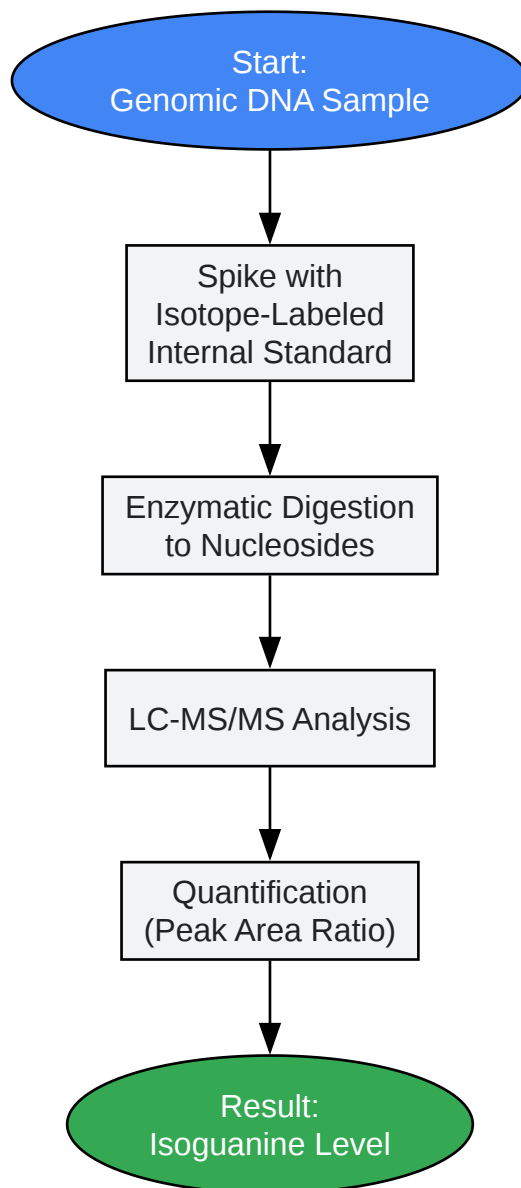 Start:
Genomic DNA Sample
Spike with
Isotope-Labeled
Internal Standard
Enzymatic Digestion
to Nucleosides
LC-MS/MS Analysis
Quantification
(Peak Area Ratio)
Result:
Isoguanine Level